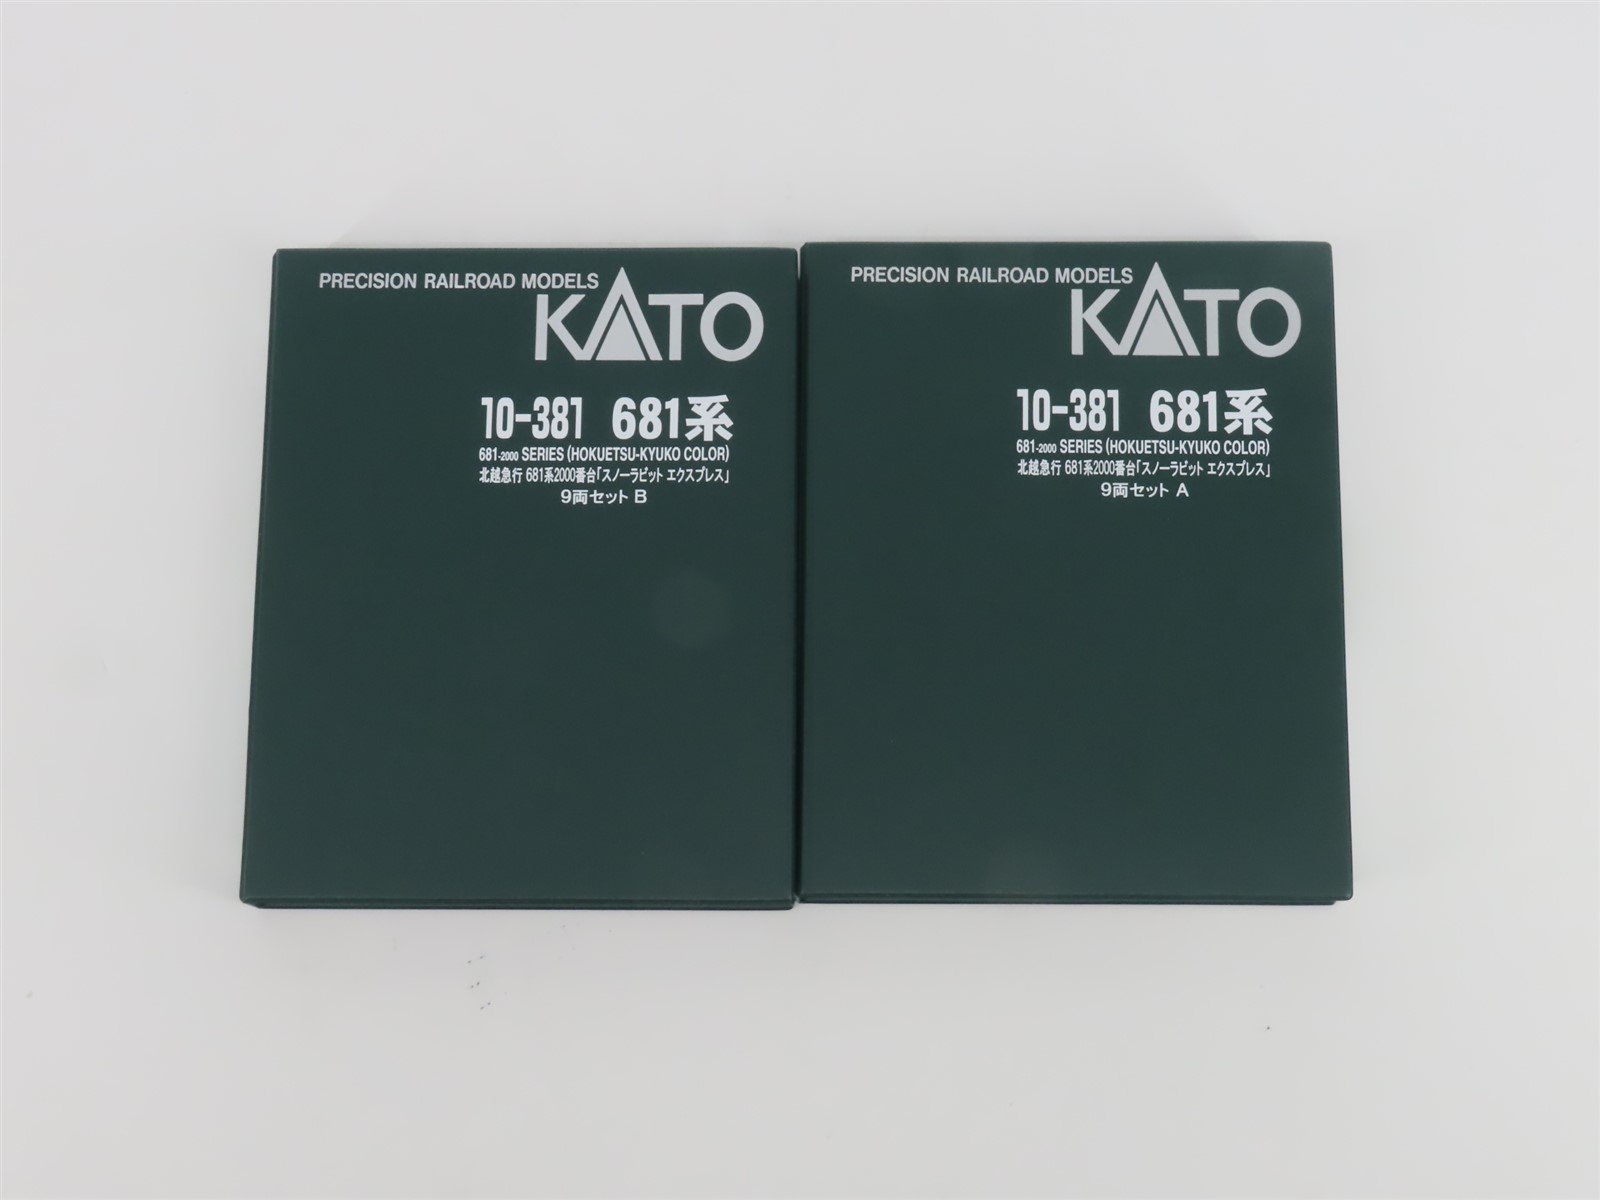 PRECISION RAILROAD MODELS
KATO
10-381 681系
681-2000 SERIES (HOKUETSU-KYUKO COLOR)
北越急行 681系2000番台「スノーラビット エクスプレス」
9両セット B
PRECISION RAILROAD MODELS
KATO
10-381 681系
681-2000 SERIES (HOKUETSU-KYUKO COLOR)
北越急行 681系2000番台「スノーラビット エクスプレス」
9両セット A